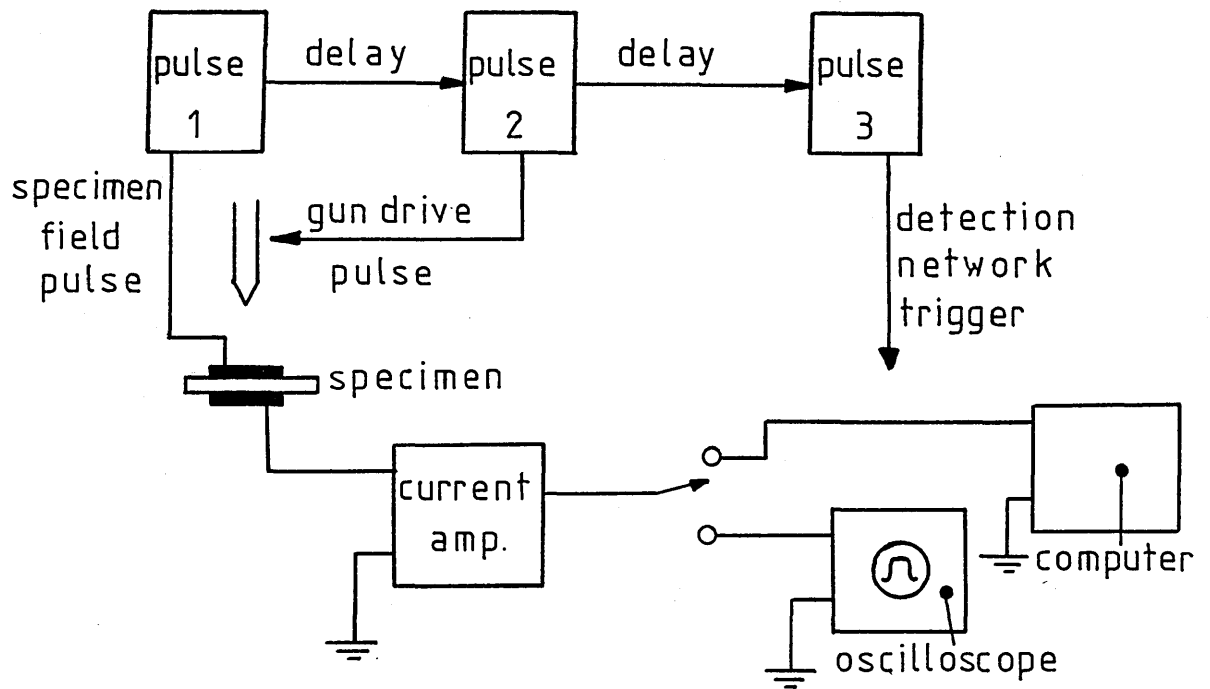 pulse
1
delay
pulse
2
delay
pulse
3
specimen
field
pulse
gun drive
pulse
detection
network
trigger
specimen
current
amp.
computer
oscilloscope